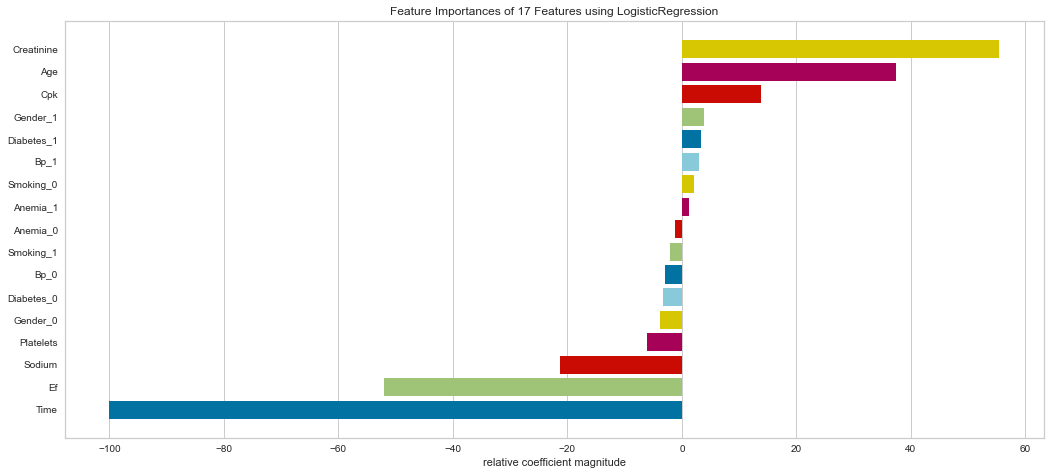 Feature Importances of 17 Features using LogisticRegression
Creatinine
Age
Cpk
Gender_1
Diabetes_1
Bp_1
Smoking_0
Anemia_1
Anemia_0
Smoking_1
Bp_0
Diabetes_0
Gender_0
Platelets
Sodium
Ef
Time
−100 −80 −60 −40 −20 0 20 40 60
relative coefficient magnitude